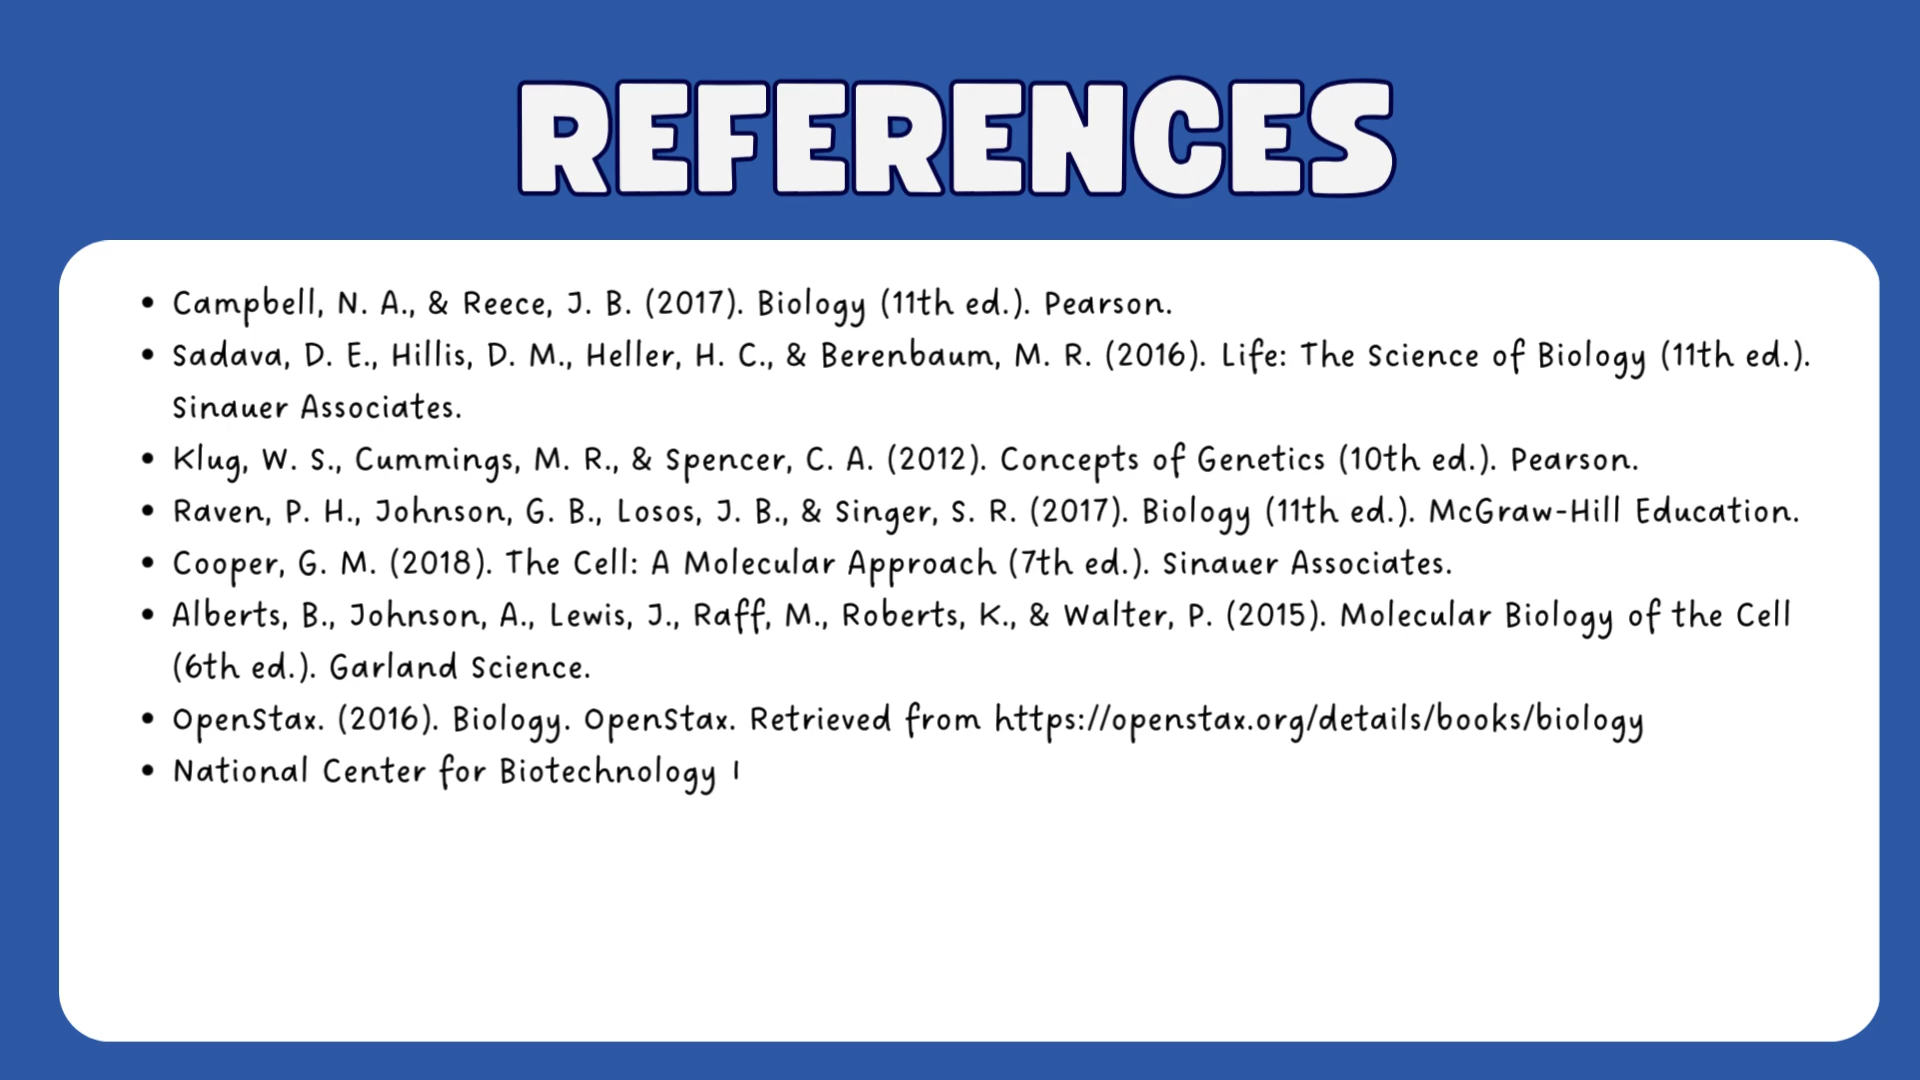 REFERENCES
• Campbell, N. A., & Reece, J. B. (2017). Biology (11th ed.). Pearson.
• Sadava, D. E., Hillis, D. M., Heller, H. C., & Berenbaum, M. R. (2016). Life: The Science of Biology (11th ed.).
Sinauer Associates.
• Klug, W. S., Cummings, M. R., & Spencer, C. A. (2012). Concepts of Genetics (10th ed.). Pearson.
• Raven, P. H., Johnson, G. B., Losos, J. B., & Singer, S. R. (2017). Biology (11th ed.). McGraw-Hill Education.
• Cooper, G. M. (2018). The Cell: A Molecular Approach (7th ed.). Sinauer Associates.
• Alberts, B., Johnson, A., Lewis, J., Raff, M., Roberts, K., & Walter, P. (2015). Molecular Biology of the Cell
(6th ed.). Garland Science.
• OpenStax. (2016). Biology. OpenStax. Retrieved from https://openstax.org/details/books/biology
• National Center for Biotechnology I